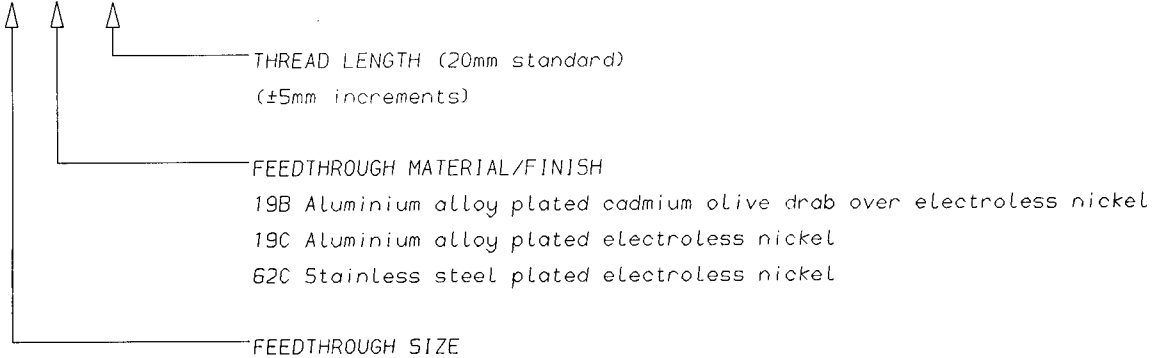 THREAD LENGTH (20mm standard)
(±5mm increments)
FEEDTHROUGH MATERIAL/FINISH
19B Aluminium alloy plated cadmium olive drab over electroless nickel
19C Aluminium alloy plated electroless nickel
62C Stainless steel plated electroless nickel
FEEDTHROUGH SIZE